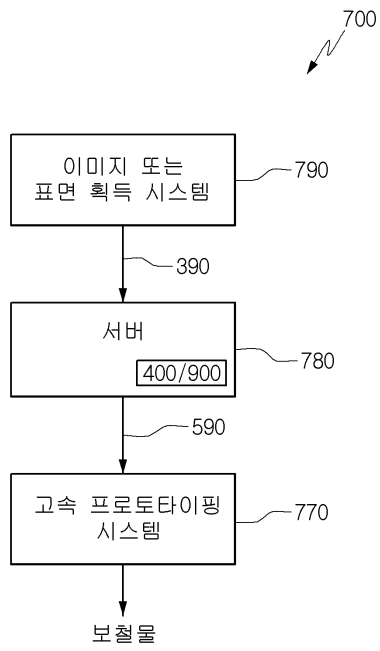 700
이미지 또는
표면 획득 시스템
790
390
서버
400/900
780
590
고속 프로토타이핑
시스템
770
보철물